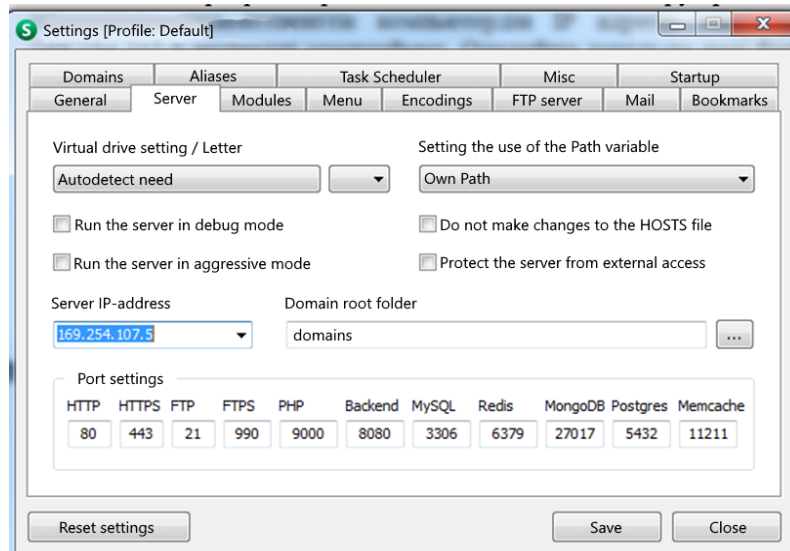 Settings [Profile: Default]
Domains Aliases Task Scheduler Misc Startup
General Server Modules Menu Encodings FTP server Mail Bookmarks
Virtual drive setting / Letter Setting the use of the Path variable
Autodetect need Own Path
Run the server in debug mode Do not make changes to the HOSTS file
Run the server in aggressive mode Protect the server from external access
Server IP-address Domain root folder
169.254.107.5 domains ...
Port settings
HTTP HTTPS FTP FTPS PHP Backend MySQL Redis MongoDB Postgres Memcache
80 443 21 990 9000 8080 3306 6379 27017 5432 11211
Reset settings Save Close